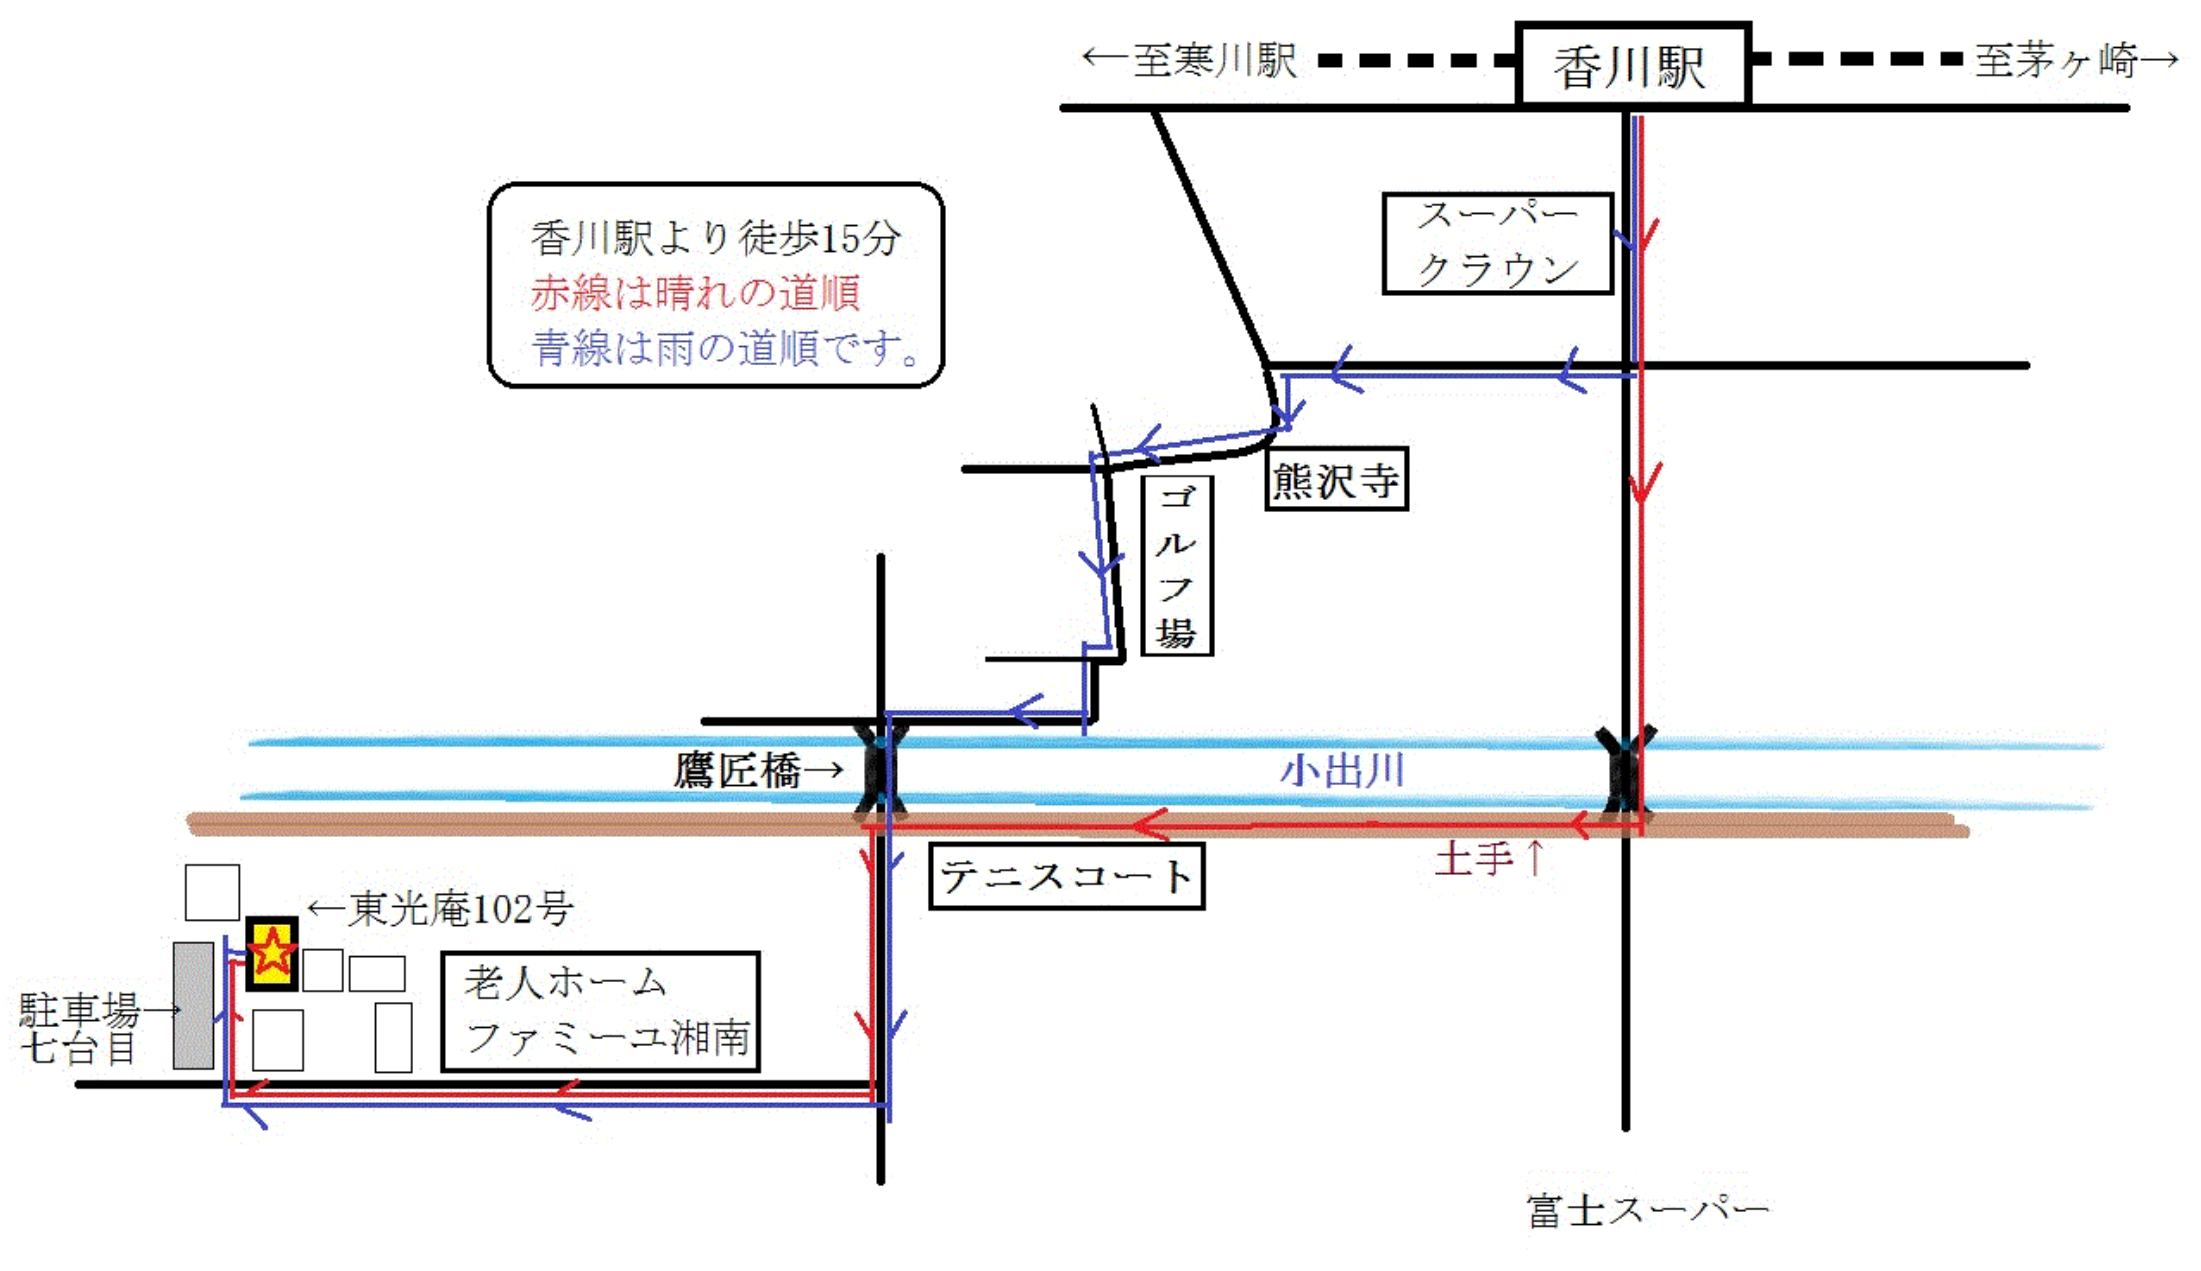 ←至寒川駅
香川駅
至茅ヶ崎→
香川駅より徒歩15分
赤線は晴れの道順
青線は雨の道順です。
スーパー
クラウン
熊沢寺
ゴルフ場
鷹匠橋→
小出川
テニスコート
土手↑
←東光庵102号
老人ホーム
ファミーユ湘南
駐車場→
七台目
富士スーパー